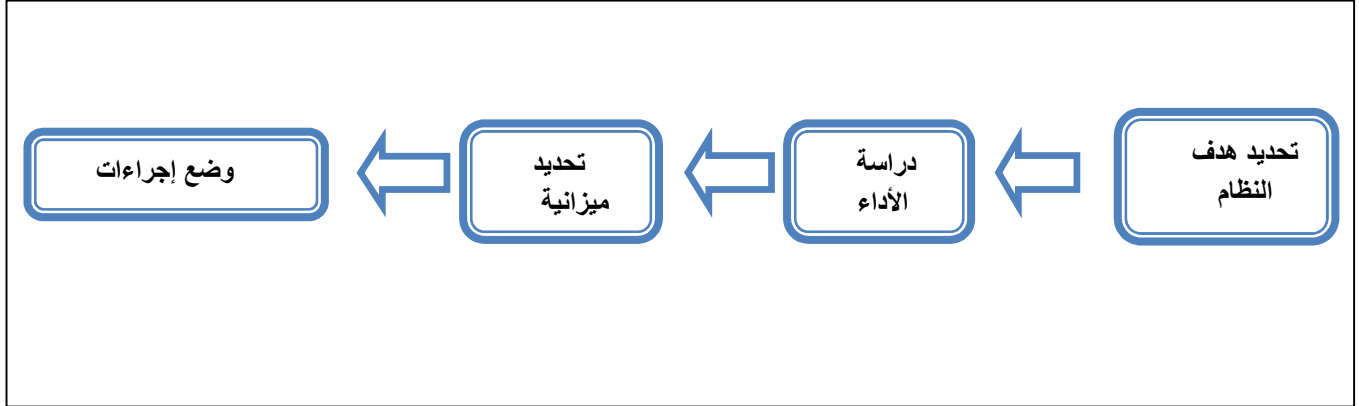 تحديد هدف
النظام
دراسة
الأداء
تحديد
ميزانية
وضع إجراءات